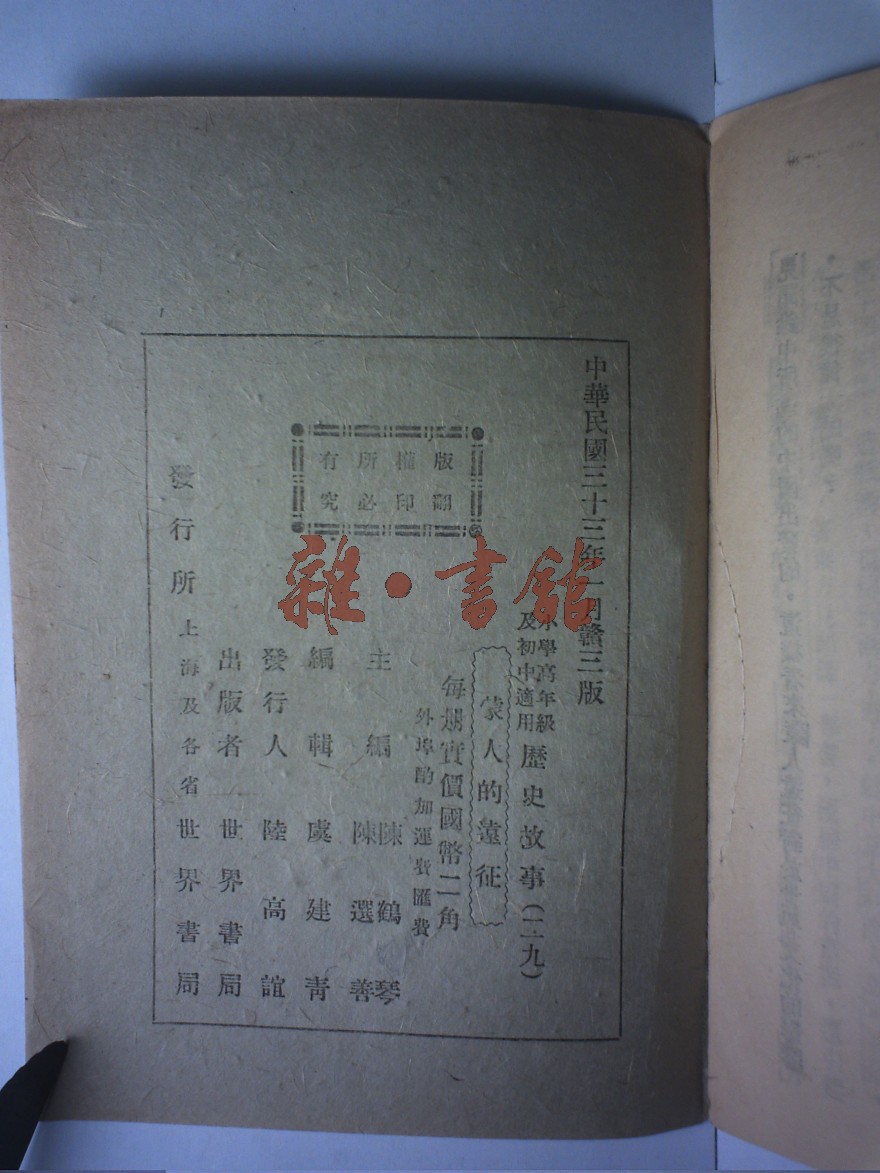 中華民國三十三年一月贛三版
小學高年級
及初中適用
歷史故事（二九）
蒙人的遠征
每册實價國幣二角
外埠酌加運費匯費
主編 陳鶴琴 陳選善
編輯 虞建青
發行人 陸高誼
出版者 世界書局
發行所 上海及各省世界書局
版權所有
翻印必究
雜·書館